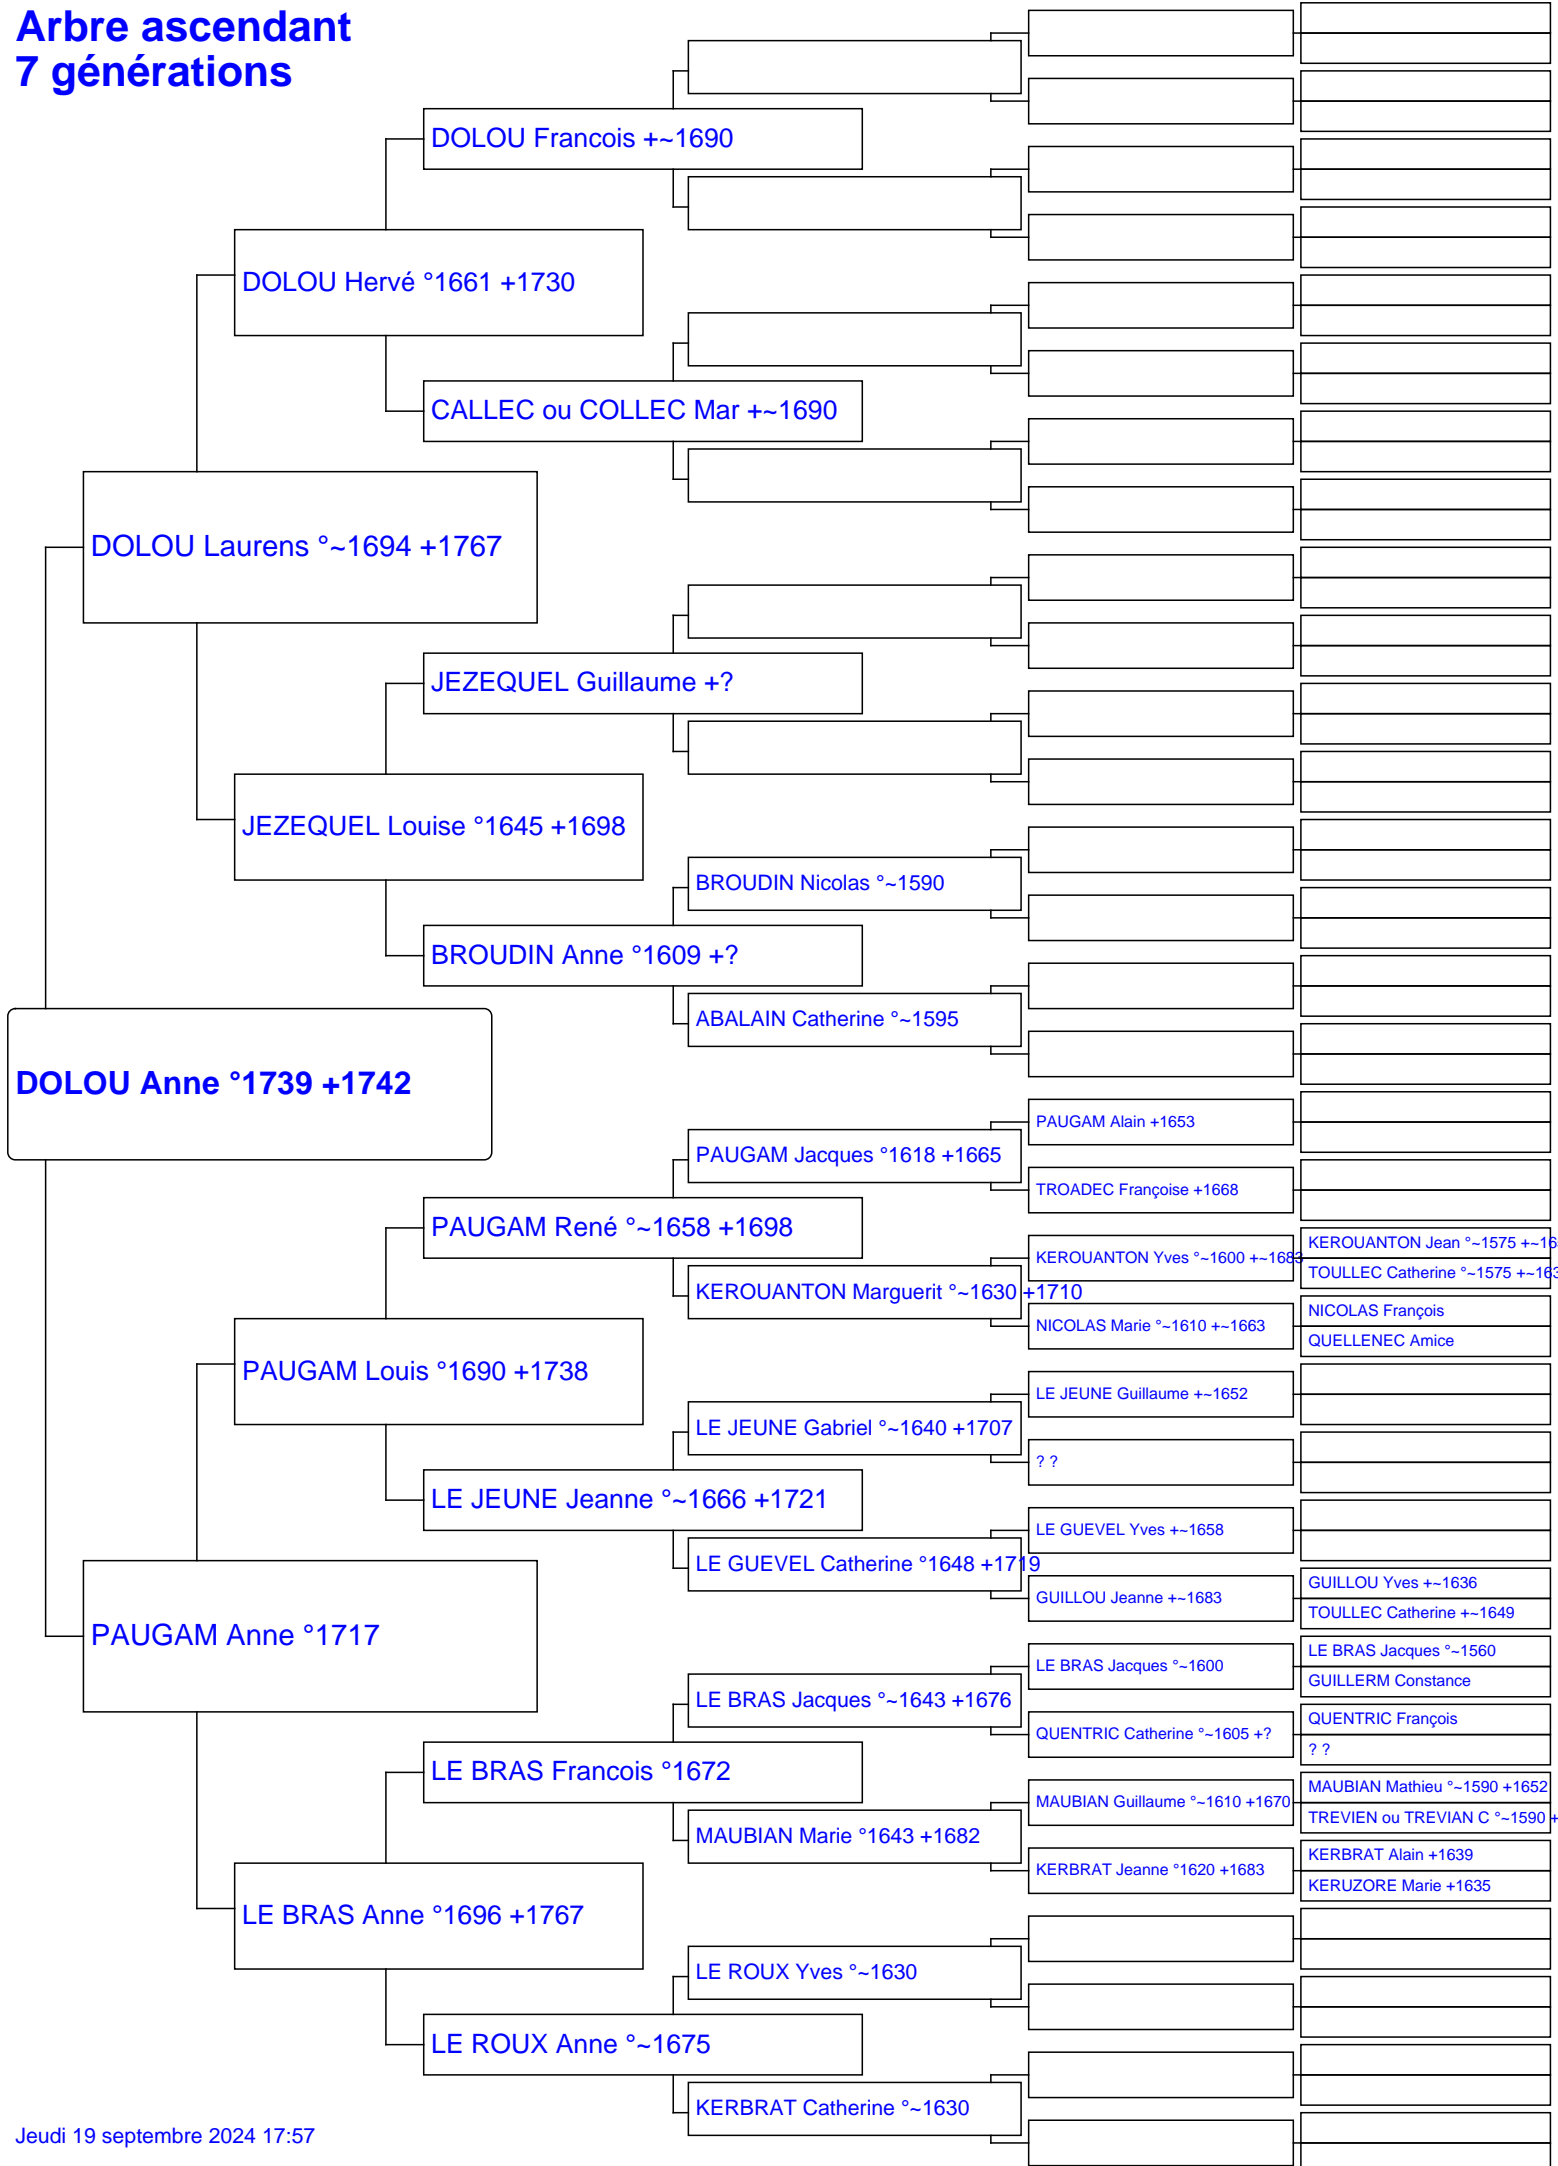 Arbre ascendant
7 générations
DOLOU Francois +~1690
DOLOU Hervé °1661 +1730
CALLEC ou COLLEC Mar +~1690
DOLOU Laurens °~1694 +1767
JEZEQUEL Guillaume +?
JEZEQUEL Louise °1645 +1698
BROUDIN Nicolas °~1590
BROUDIN Anne °1609 +?
ABALAIN Catherine °~1595
DOLOU Anne °1739 +1742
PAUGAM Alain +1653
PAUGAM Jacques °1618 +1665
TROADEC Françoise +1668
PAUGAM René °~1658 +1698
KEROUANTON Jean °~1575 +~16
KEROUANTON Yves °~1600 +~1683
TOULLEC Catherine °~1575 +~163
KEROUANTON Marguerit °~1630 +1710
NICOLAS François
NICOLAS Marie °~1610 +~1663
QUELLENEC Amice
PAUGAM Louis °1690 +1738
LE JEUNE Guillaume +~1652
LE JEUNE Gabriel °~1640 +1707
? ?
LE JEUNE Jeanne °~1666 +1721
LE GUEVEL Yves +~1658
LE GUEVEL Catherine °1648 +1719
GUILLOU Yves +~1636
GUILLOU Jeanne +~1683
TOULLEC Catherine +~1649
PAUGAM Anne °1717
LE BRAS Jacques °~1560
LE BRAS Jacques °~1600
GUILLERM Constance
LE BRAS Jacques °~1643 +1676
QUENTRIC François
QUENTRIC Catherine °~1605 +?
? ?
LE BRAS Francois °1672
MAUBIAN Mathieu °~1590 +1652
MAUBIAN Guillaume °~1610 +1670
TREVIEN ou TREVIAN C °~1590 +
MAUBIAN Marie °1643 +1682
KERBRAT Alain +1639
KERBRAT Jeanne °1620 +1683
KERUZORE Marie +1635
LE BRAS Anne °1696 +1767
LE ROUX Yves °~1630
LE ROUX Anne °~1675
KERBRAT Catherine °~1630
Jeudi 19 septembre 2024 17:57